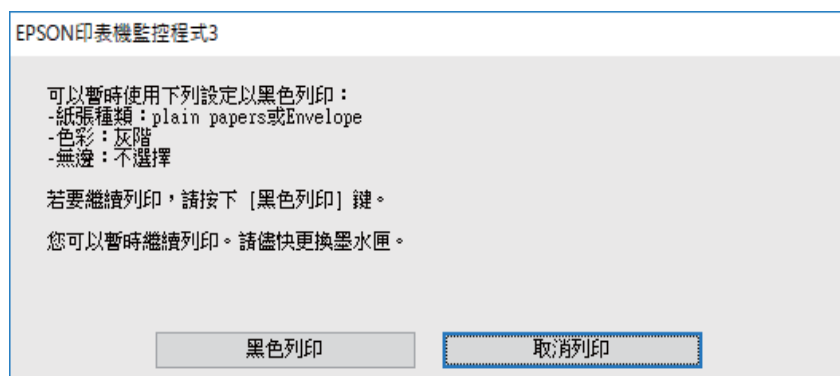 EPSON印表機監控程式3
可以暫時使用下列設定以黑色列印：
-紙張種類：plain papers或Envelope
-色彩：灰階
-無邊：不選擇
若要繼續列印，請按下 [黑色列印] 鍵。
您可以暫時繼續列印。請儘快更換墨水匣。
黑色列印
取消列印